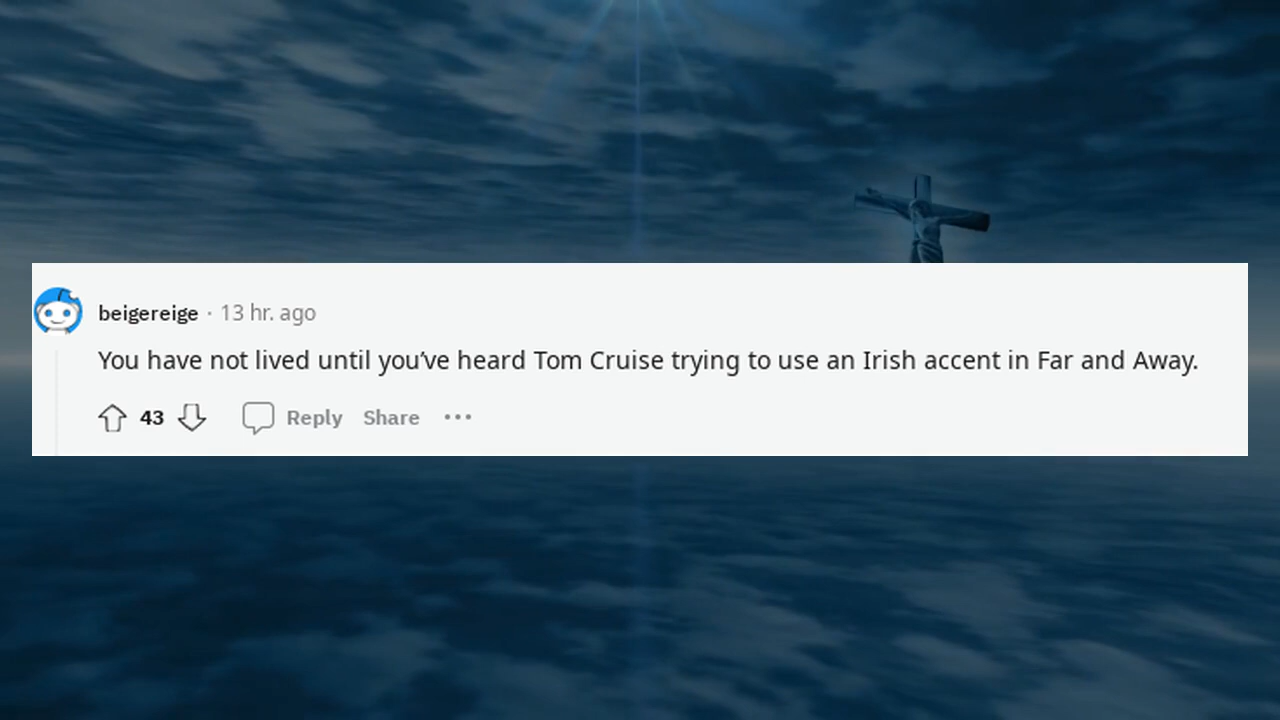 beigereige · 13 hr. ago
You have not lived until you’ve heard Tom Cruise trying to use an Irish accent in Far and Away.
43 Reply Share ···